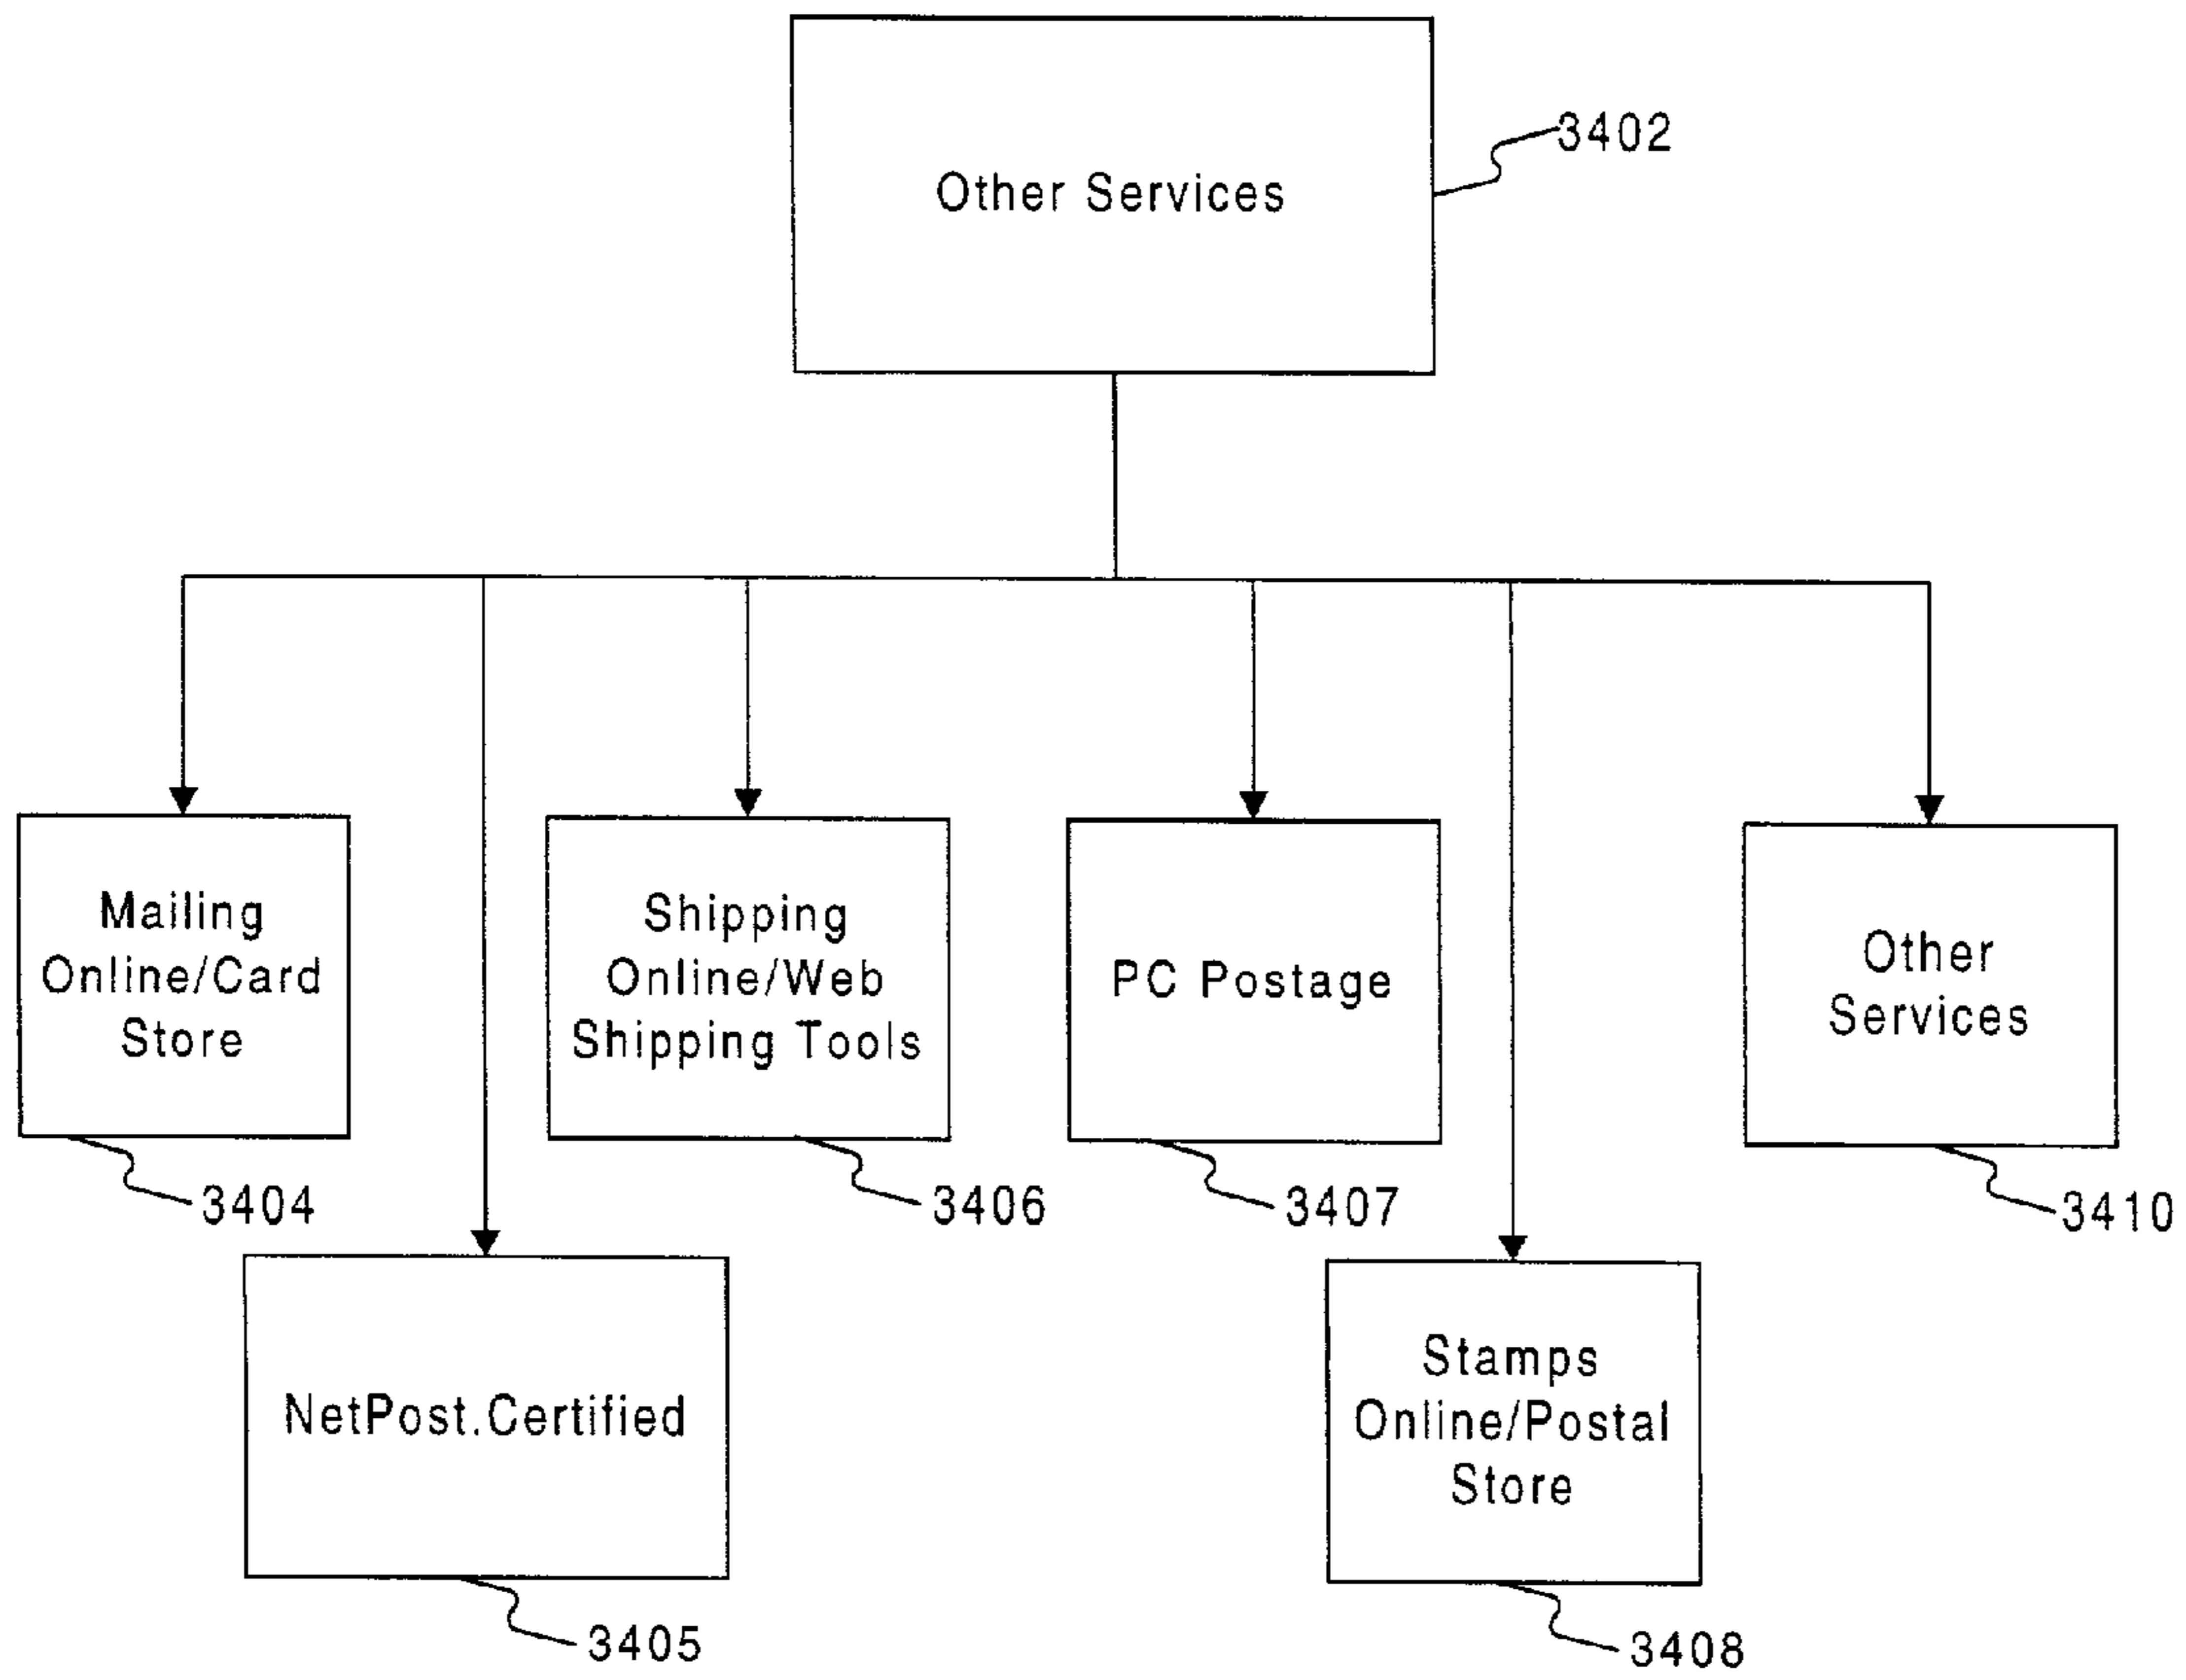 Other Services
3402
Mailing
Online/Card
Store
3404
Shipping
Online/Web
Shipping Tools
3406
PC Postage
3407
Other
Services
3410
NetPost.Certified
3405
Stamps
Online/Postal
Store
3408